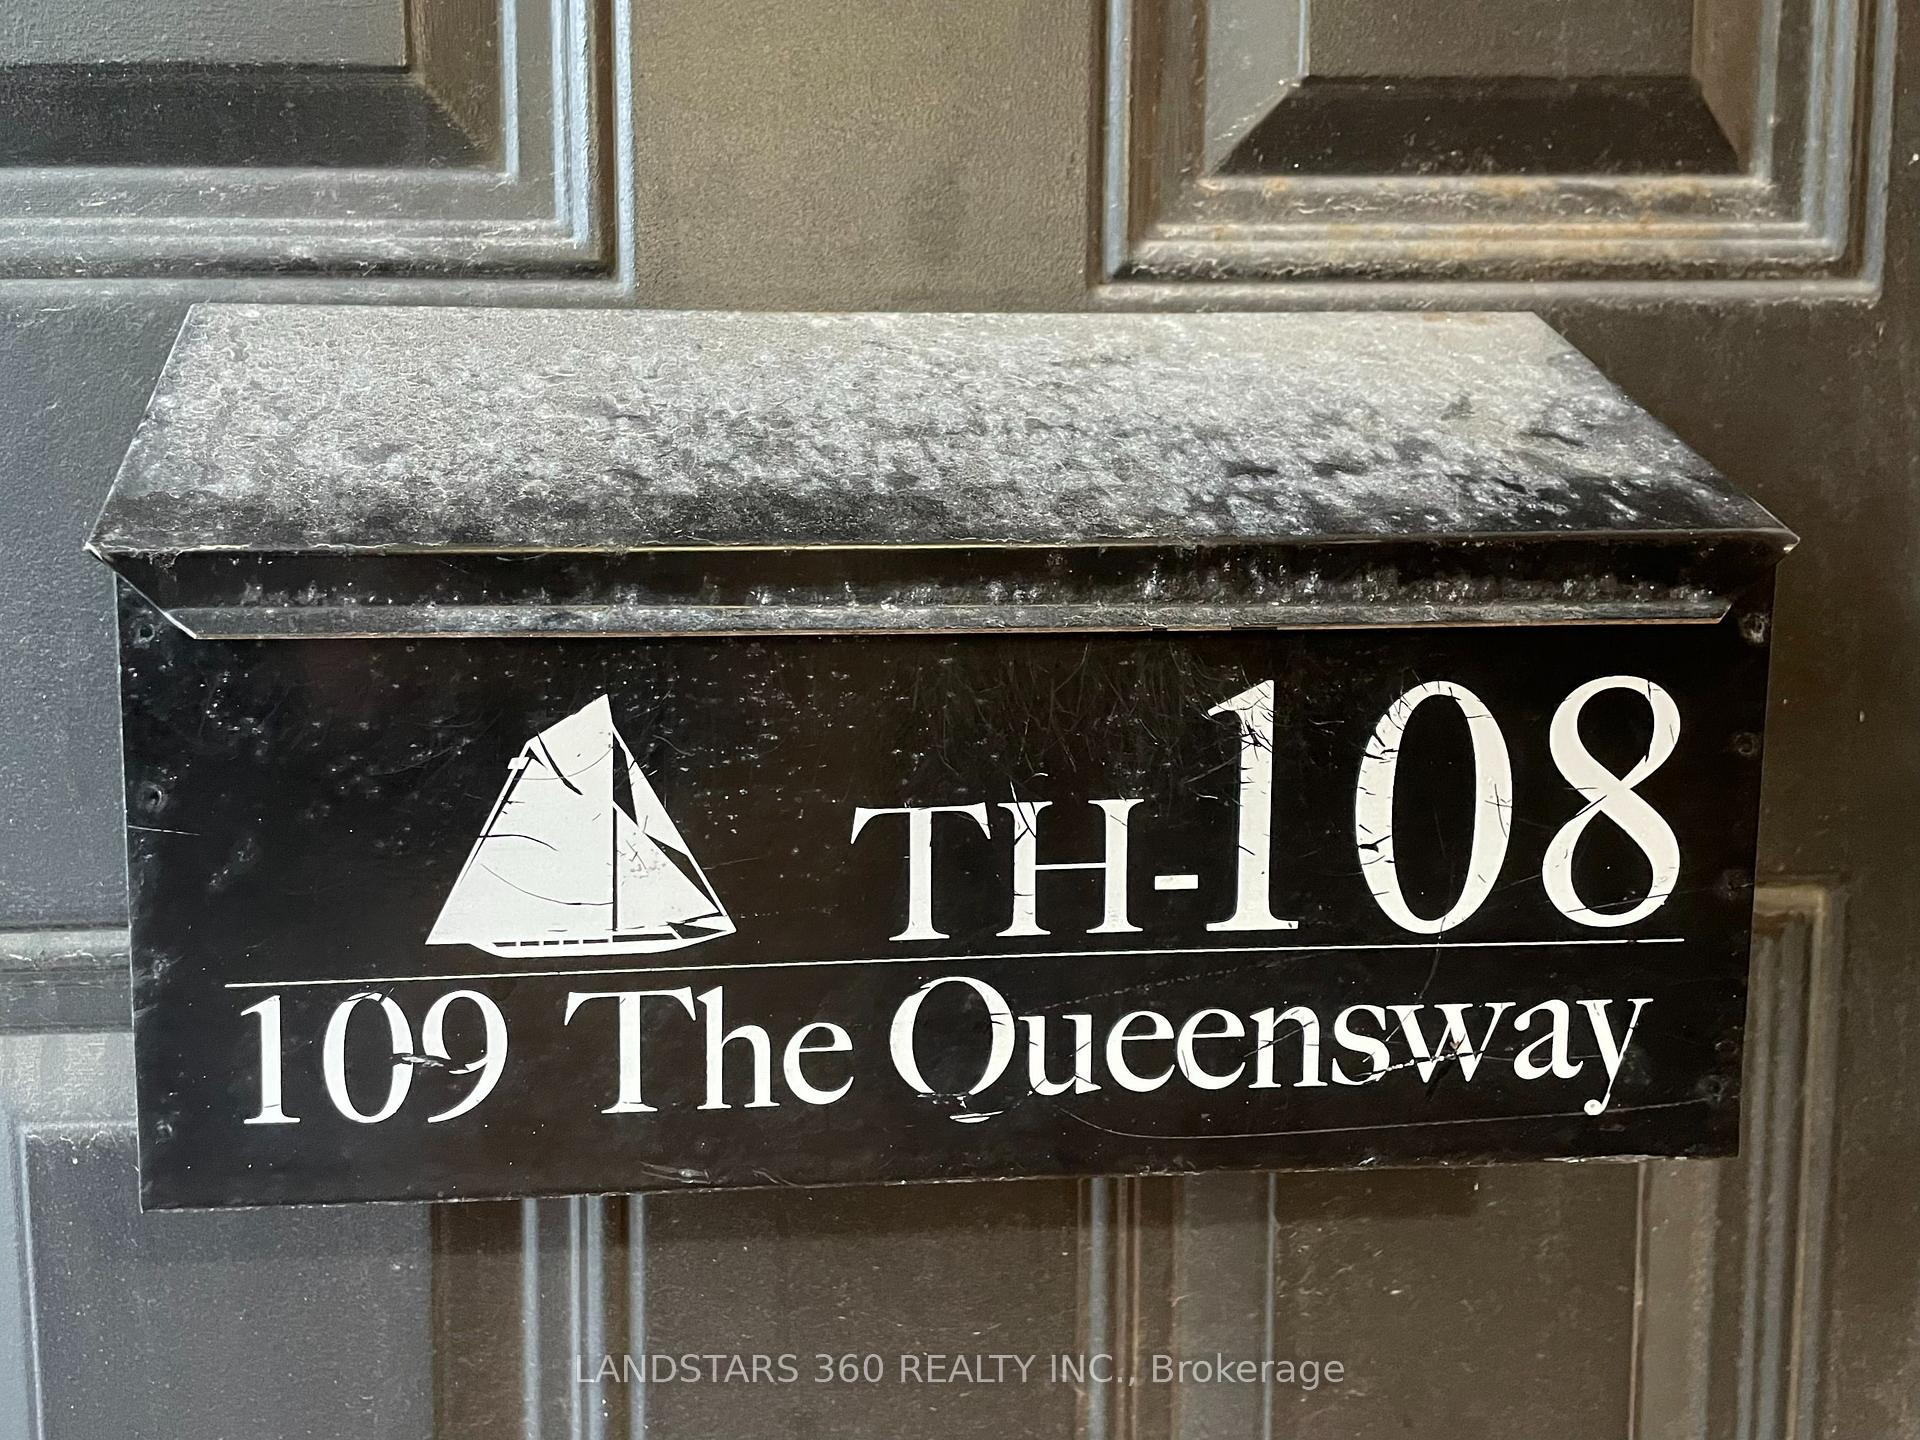 TH-108
109 The Queensway
LANDSTARS 360 REALTY INC., Brokerage